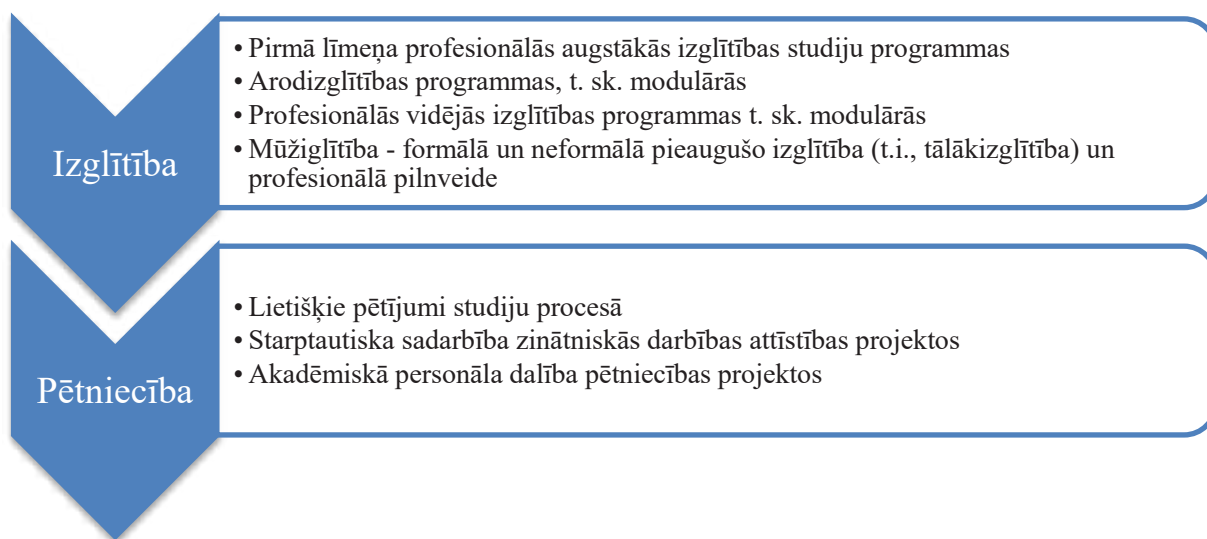 Izglītība
• Pirmā līmeņa profesionālās augstākās izglītības studiju programmas
• Arodizglītības programmas, t. sk. modulārās
• Profesionālās vidējās izglītības programmas t. sk. modulārās
• Mūžiglītība - formālā un neformālā pieaugušo izglītība (t.i., tālākizglītība) un
profesionālā pilnveide
Pētniecība
• Lietišķie pētījumi studiju procesā
• Starptautiska sadarbība zinātniskās darbības attīstības projektos
• Akadēmiskā personāla dalība pētniecības projektos